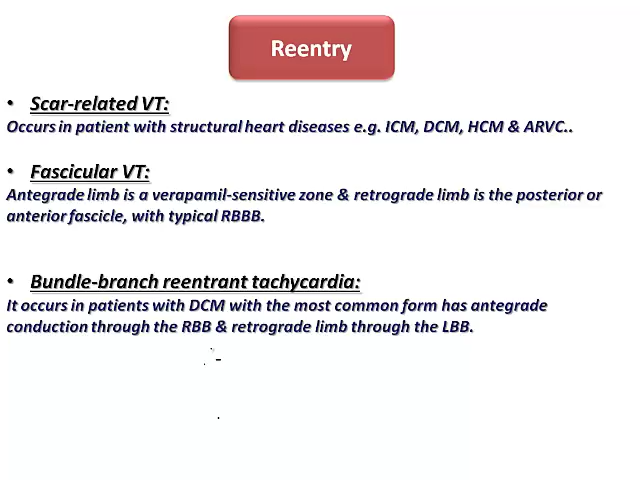 Reentry
• Scar-related VT:
Occurs in patient with structural heart diseases e.g. ICM, DCM, HCM & ARVC..
• Fascicular VT:
Antegrade limb is a verapamil-sensitive zone & retrograde limb is the posterior or
anterior fascicle, with typical RBBB.
• Bundle-branch reentrant tachycardia:
It occurs in patients with DCM with the most common form has antegrade
conduction through the RBB & retrograde limb through the LBB.